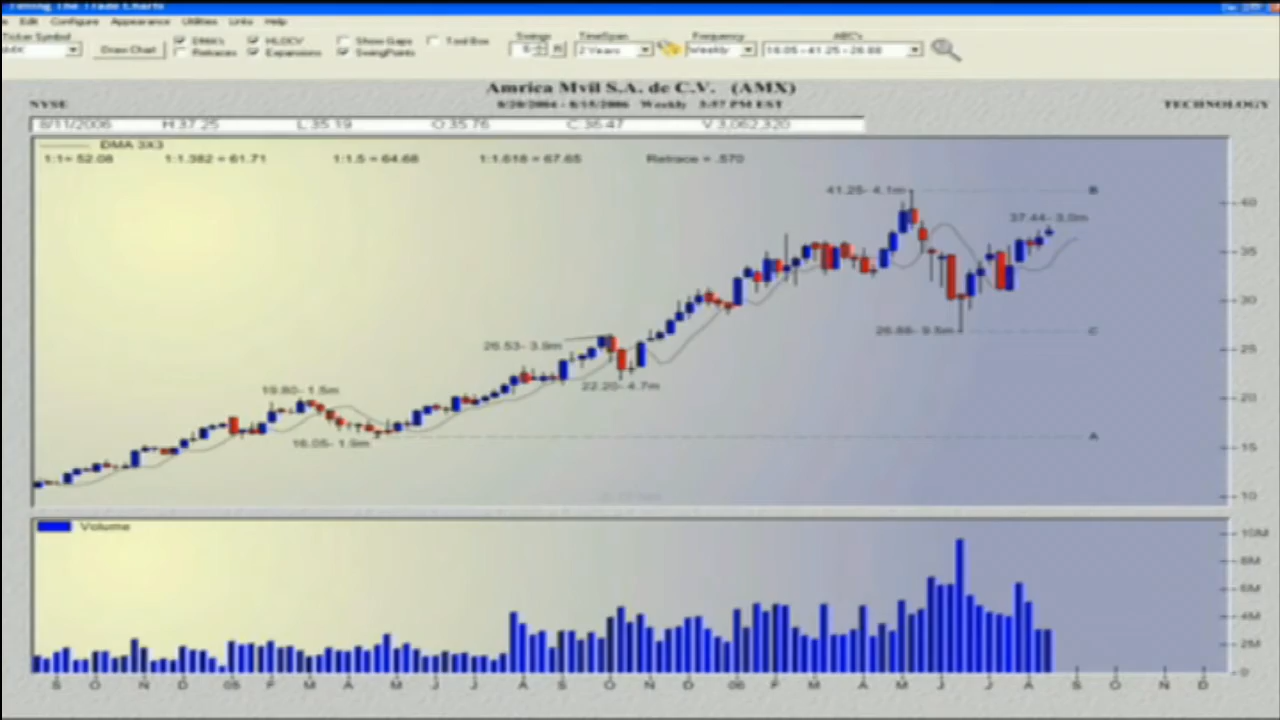 Telling The Trade Charts
Edit Configure Appearance Utilities Links Help
Ticker Symbol Draw Chart DMA's HLOCV Show Gaps Tool Box Swings TimeSpan Frequency ABC's
AMX Retraces Expansions SwingPoints 2 Years Weekly 16.05 - 41.25 - 26.88
Amrica Mvil S.A. de C.V. (AMX)
NYSE 8/20/2004 - 8/15/2006 Weekly 3:57 PM EST TECHNOLOGY
8/11/2006 H 37.25 L 35.19 O 35.76 C 36.47 V 3,062,320
DMA 3X3
1:1= 52.08 1:1.382 = 61.71 1:1.5 = 64.68 1:1.618 = 67.65 Retrace = .570
41.25- 4.1m B
40
37.44- 3.0m
35
30
26.88- 9.5m C
26.53- 3.9m
25
22.20- 4.7m
19.80- 1.5m
20
16.05- 1.9m A
15
10
Volume
10M
8M
6M
4M
2M
0
S O N D 05 F M A M J J A S O N D 06 F M A M J J A S O N D